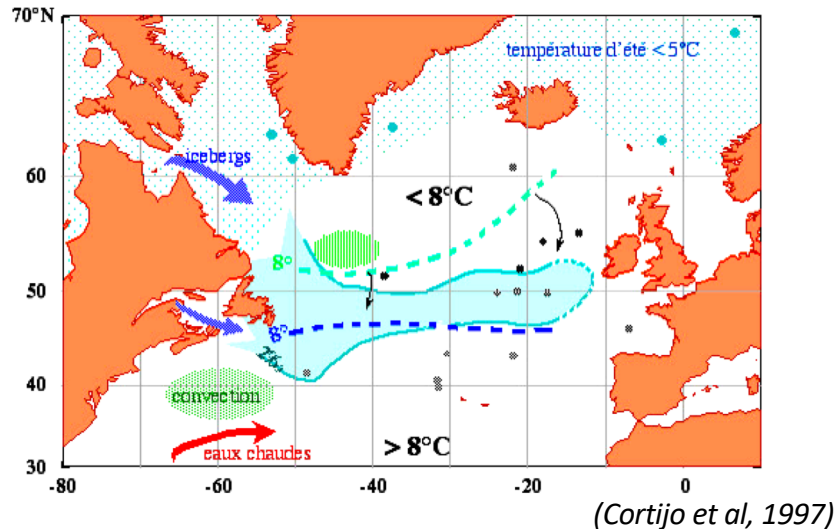 70°N
température d'été < 5°C
icebergs
60
< 8°C
8°
50
8°
2‰
40
convection
eaux chaudes
> 8°C
30
-80
-60
-40
-20
0
(Cortijo et al, 1997)